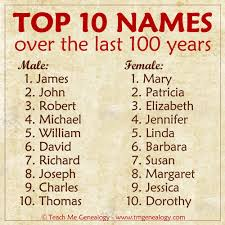 TOP 10 NAMES
over the last 100 years
Male:
1. James
2. John
3. Robert
4. Michael
5. William
6. David
7. Richard
8. Joseph
9. Charles
10. Thomas
Female:
1. Mary
2. Patricia
3. Elizabeth
4. Jennifer
5. Linda
6. Barbara
7. Susan
8. Margaret
9. Jessica
10. Dorothy
© Teach Me Genealogy - www.tmgenealogy.com